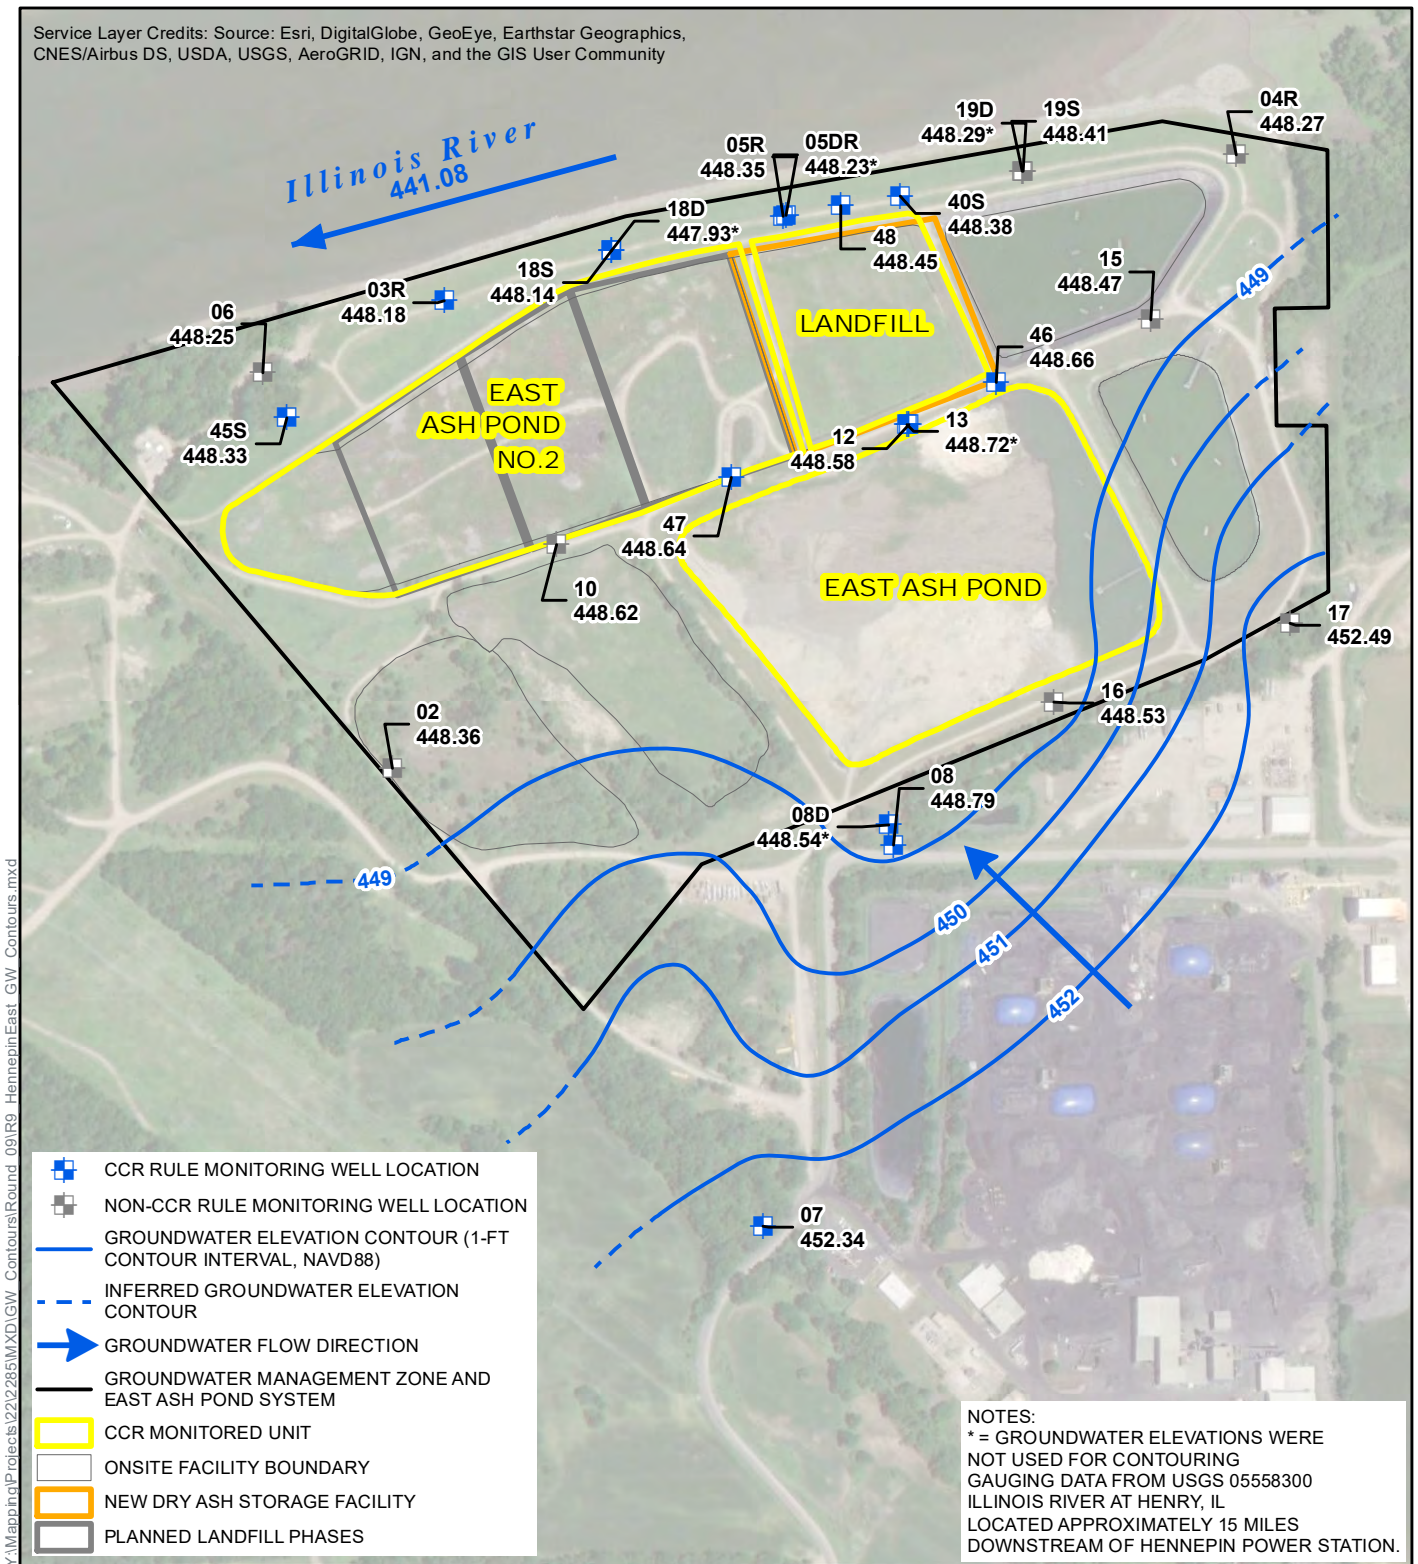 Service Layer Credits: Source: Esri, DigitalGlobe, GeoEye, Earthstar Geographics,
CNES/Airbus DS, USDA, USGS, AeroGRID, IGN, and the GIS User Community
Illinois River
441.08
19D
448.29*
19S
448.41
04R
448.27
05R
448.35
05DR
448.23*
18D
447.93*
40S
448.38
48
448.45
18S
448.14
15
448.47
449
03R
448.18
06
448.25
LANDFILL
46
448.66
EAST
ASH POND
NO.2
45S
448.33
12
448.58
13
448.72*
47
448.64
10
448.62
EAST ASH POND
17
452.49
16
448.53
02
448.36
08
448.79
08D
448.54*
449
450
451
452
07
452.34
CCR RULE MONITORING WELL LOCATION
NON-CCR RULE MONITORING WELL LOCATION
GROUNDWATER ELEVATION CONTOUR (1-FT
CONTOUR INTERVAL, NAVD88)
INFERRED GROUNDWATER ELEVATION
CONTOUR
GROUNDWATER FLOW DIRECTION
GROUNDWATER MANAGEMENT ZONE AND
EAST ASH POND SYSTEM
CCR MONITORED UNIT
ONSITE FACILITY BOUNDARY
NEW DRY ASH STORAGE FACILITY
PLANNED LANDFILL PHASES
NOTES:
* = GROUNDWATER ELEVATIONS WERE
NOT USED FOR CONTOURING
GAUGING DATA FROM USGS 05558300
ILLINOIS RIVER AT HENRY, IL
LOCATED APPROXIMATELY 15 MILES
DOWNSTREAM OF HENNEPIN POWER STATION.
Y:\Mapping\Projects\22\2285\MXD\GW_Contours\Round_09\R9_HennepinEast_GW_Contours.mxd